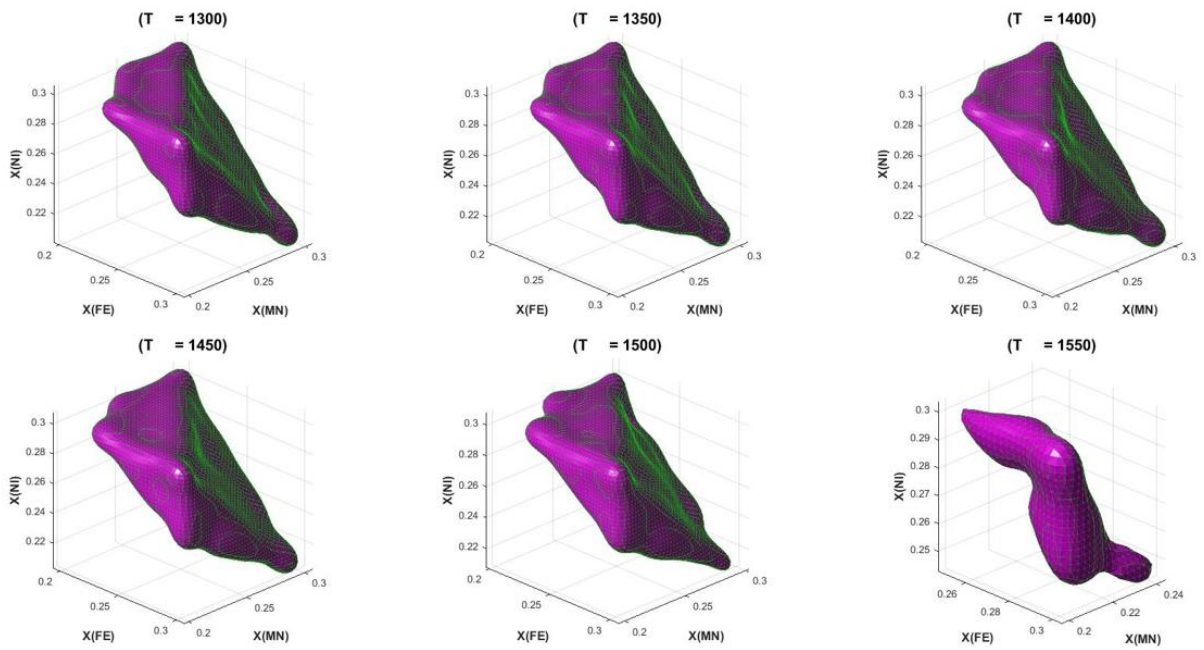 (T = 1300)
(T = 1350)
(T = 1400)
0.3
0.28
0.26
0.24
0.22
X(NI)
0.2
0.25
0.3
X(FE)
0.2
0.25
0.3
X(MN)
0.3
0.28
0.26
0.24
0.22
X(NI)
0.2
0.25
0.3
X(FE)
0.2
0.25
0.3
X(MN)
0.3
0.28
0.26
0.24
0.22
X(NI)
0.2
0.25
0.3
X(FE)
0.2
0.25
0.3
X(MN)
(T = 1450)
(T = 1500)
(T = 1550)
0.3
0.28
0.26
0.24
0.22
X(NI)
0.2
0.25
0.3
X(FE)
0.2
0.25
0.3
X(MN)
0.3
0.28
0.26
0.24
0.22
X(NI)
0.2
0.25
0.3
X(FE)
0.2
0.25
0.3
X(MN)
0.3
0.29
0.28
0.27
0.26
0.25
X(NI)
0.26
0.28
0.3
X(FE)
0.2
0.22
0.24
X(MN)